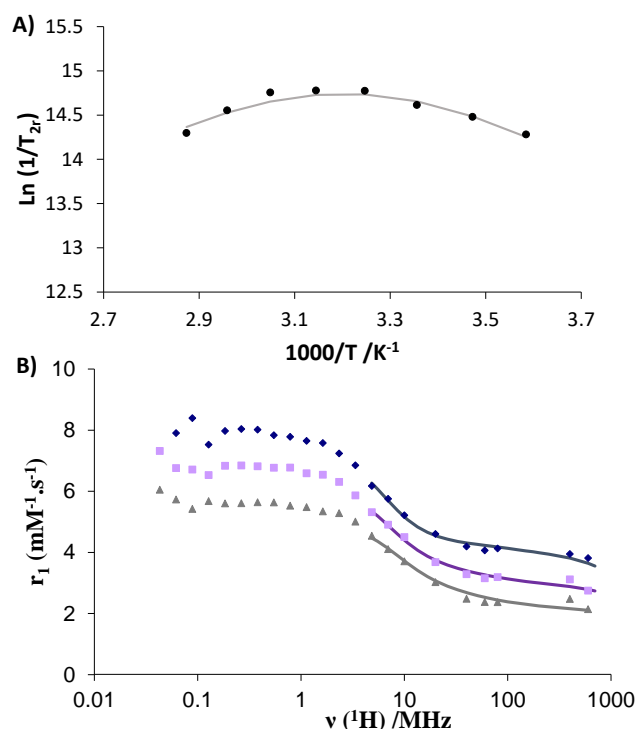 A)
15.5
15
14.5
14
13.5
13
12.5
Ln (1/T2r)
2.7 2.9 3.1 3.3 3.5 3.7
1000/T /K-1
B)
10
8
6
4
2
0
r1 (mM-1.s-1)
0.01 0.1 1 10 100 1000
ν (1H) /MHz